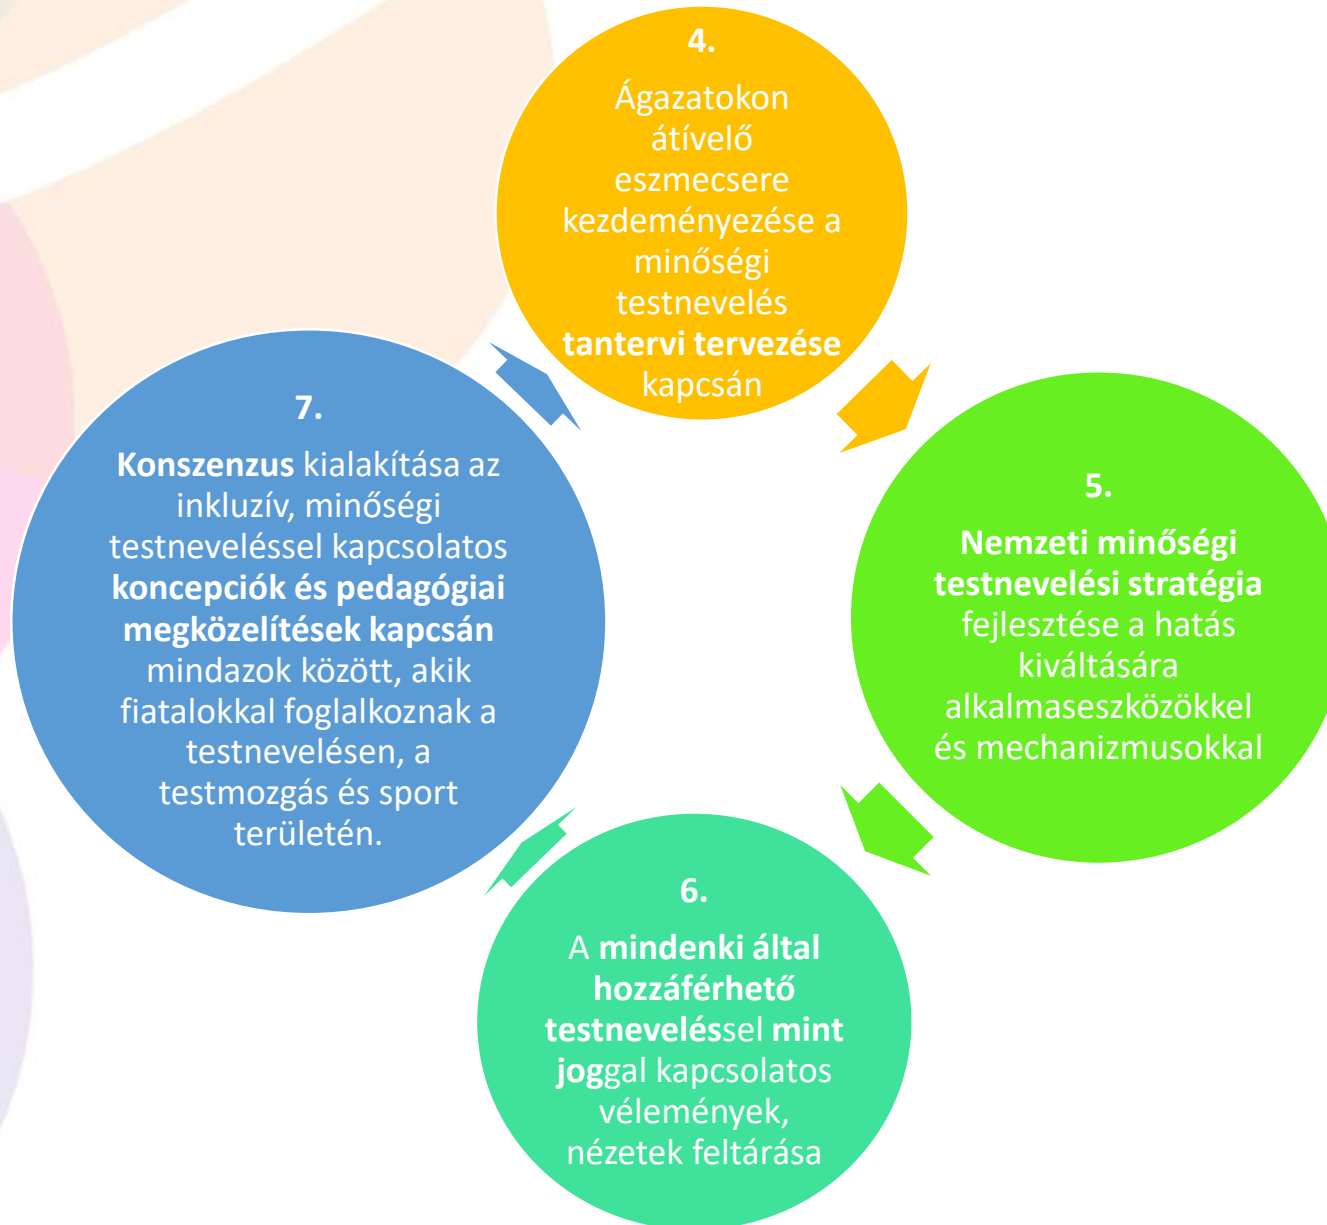 4.
Ágazatokon
átívelő
eszmecsere
kezdeményezése a
minőségi
testnevelés
tantervi tervezése
kapcsán
5.
Nemzeti minőségi
testnevelési stratégia
fejlesztése a hatás
kiváltására
alkalmaseszközökkel
és mechanizmusokkal
6.
A mindenki által
hozzáférhető
testneveléssel mint
joggal kapcsolatos
vélemények,
nézetek feltárása
7.
Konszenzus kialakítása az
inkluzív, minőségi
testneveléssel kapcsolatos
koncepciók és pedagógiai
megközelítések kapcsán
mindazok között, akik
fiatalokkal foglalkoznak a
testnevelésen, a
testmozgás és sport
területén.